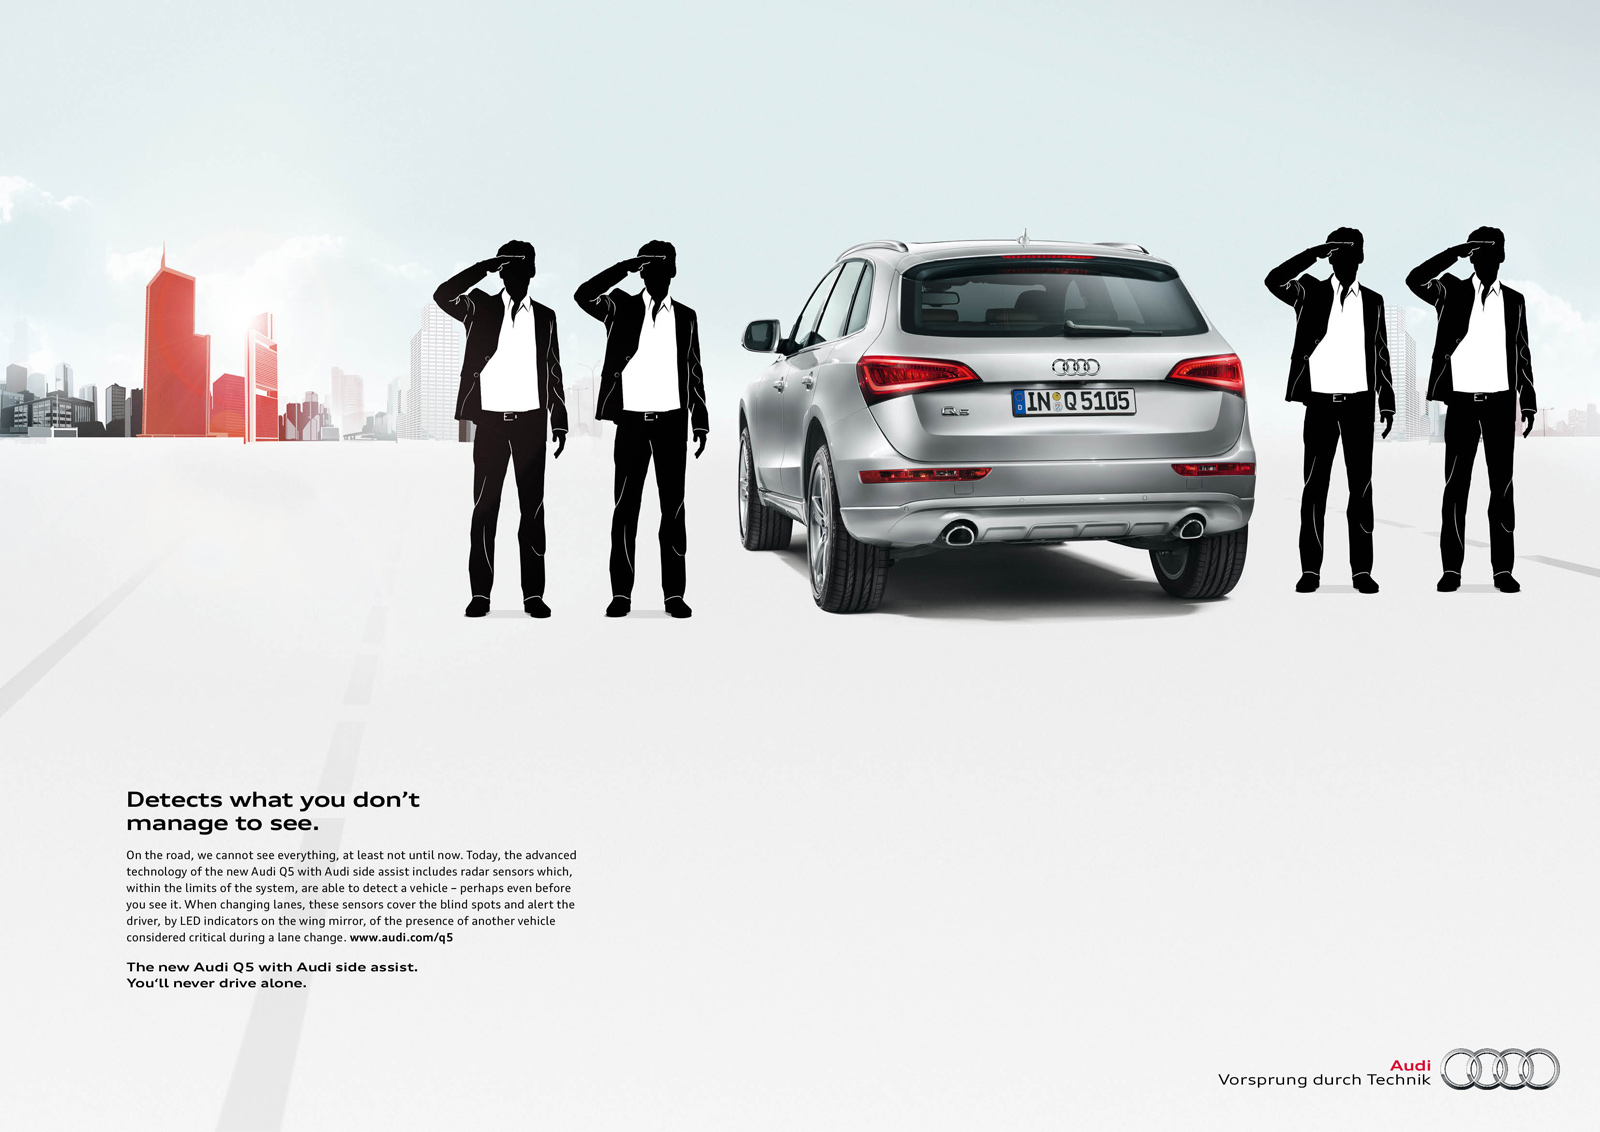 Q5
IN Q 5105
Detects what you don’t
manage to see.
On the road, we cannot see everything, at least not until now. Today, the advanced
technology of the new Audi Q5 with Audi side assist includes radar sensors which,
within the limits of the system, are able to detect a vehicle – perhaps even before
you see it. When changing lanes, these sensors cover the blind spots and alert the
driver, by LED indicators on the wing mirror, of the presence of another vehicle
considered critical during a lane change. www.audi.com/q5
The new Audi Q5 with Audi side assist.
You‘ll never drive alone.
Audi
Vorsprung durch Technik